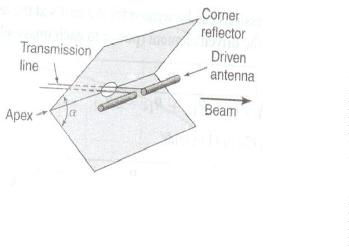 Corner
reflector
Transmission
line
Driven
antenna
Apex
α
Beam